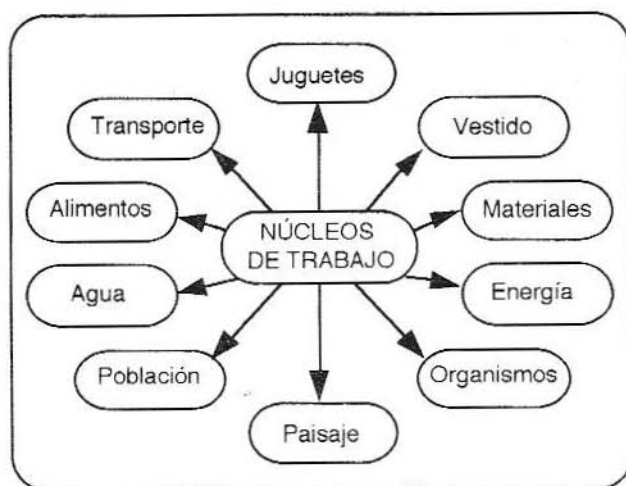 Juguetes
Transporte
Vestido
Alimentos
Materiales
NÚCLEOS
DE TRABAJO
Agua
Energía
Población
Organismos
Paisaje